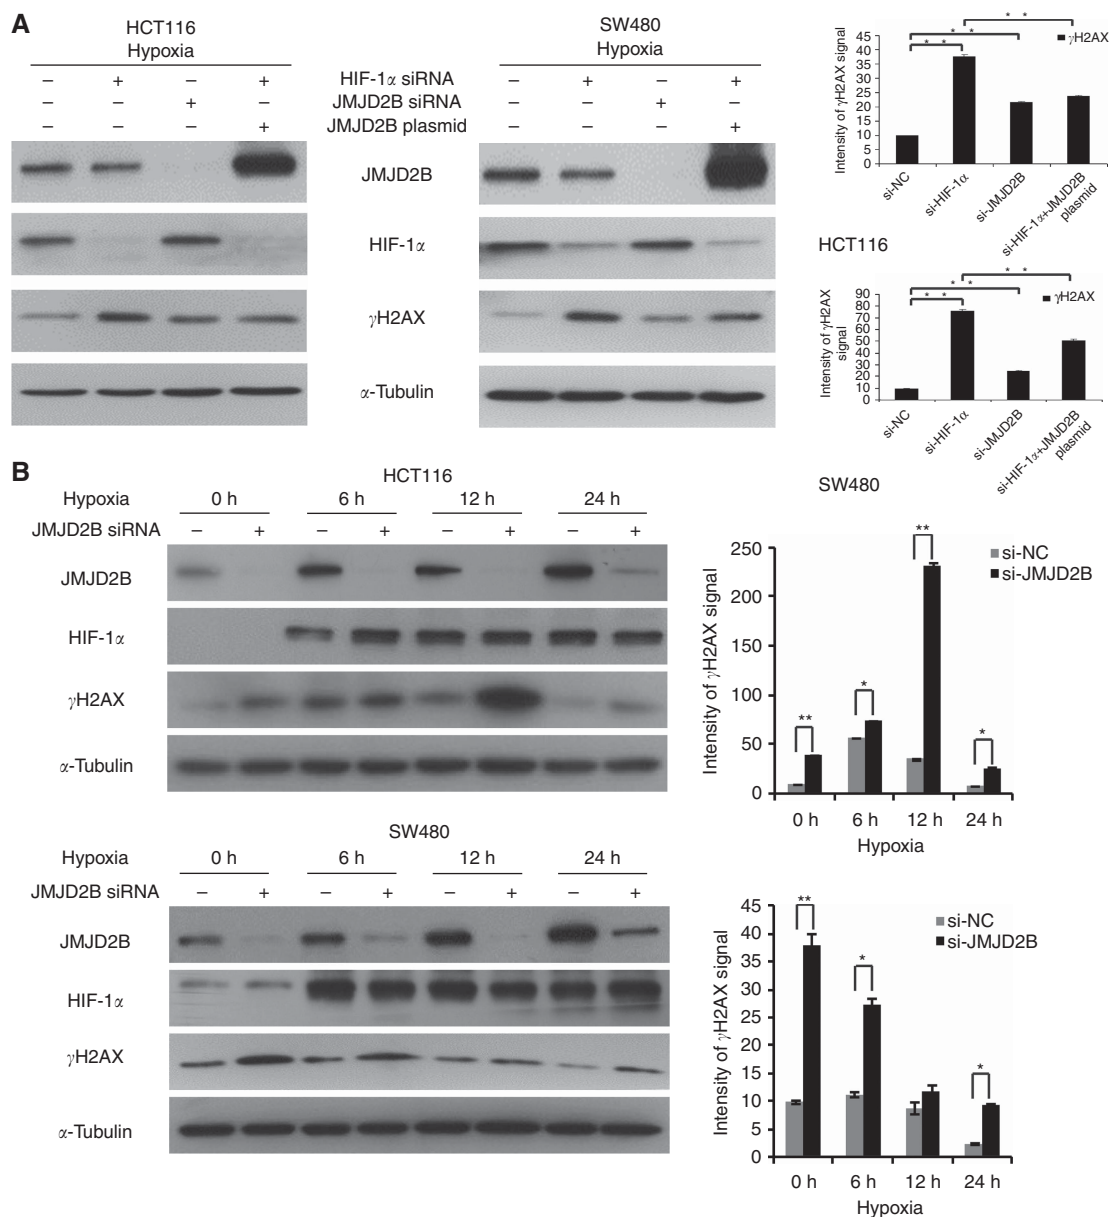 A
HCT116
Hypoxia
– + – +
– – + –
– – – +
HIF-1α siRNA
JMJD2B siRNA
JMJD2B plasmid
SW480
Hypoxia
– + – +
– – + –
– – – +
JMJD2B
HIF-1α
γH2AX
α-Tubulin
Intensity of γH2AX signal
45
40
35
30
25
20
15
10
5
0
* *
* *
* *
γH2AX
si-NC
si-HIF-1α
si-JMJD2B
si-HIF-1α+JMJD2B
plasmid
HCT116
Intensity of γH2AX
signal
90
80
70
60
50
40
30
20
10
0
* *
* *
* *
γH2AX
si-NC
si-HIF-1α
si-JMJD2B
si-HIF-1α+JMJD2B
plasmid
SW480
B
HCT116
Hypoxia 0 h 6 h 12 h 24 h
JMJD2B siRNA – + – + – + – +
JMJD2B
HIF-1α
γH2AX
α-Tubulin
Intensity of γH2AX signal
250
200
150
100
50
0
**
*
**
*
si-NC
si-JMJD2B
0 h 6 h 12 h 24 h
Hypoxia
SW480
Hypoxia 0 h 6 h 12 h 24 h
JMJD2B siRNA – + – + – + – +
JMJD2B
HIF-1α
γH2AX
α-Tubulin
Intensity of γH2AX signal
45
40
35
30
25
20
15
10
5
0
**
*
*
si-NC
si-JMJD2B
0 h 6 h 12 h 24 h
Hypoxia